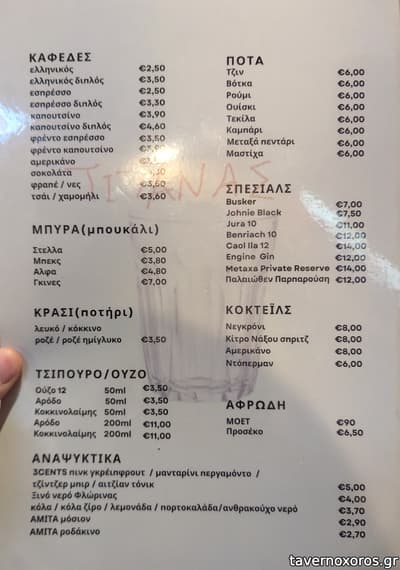 ΚΑΦΕΔΕΣ
ελληνικός €2,50
ελληνικός διπλός €3,50
εσπρέσσο €2,50
εσπρέσσο διπλός €3,30
καπουτσίνο €3,90
καπουτσίνο διπλός €4,60
φρέντο εσπρέσσο €3,50
φρέντο καπουτσίνο €3,90
αμερικάνο
σοκολάτα
φραπέ / νες €3,50
τσάι / χαμομήλι €3,60
ΜΠΥΡΑ(μπουκάλι)
Στελλα €5,00
Μπεκς €3,80
Αλφα €4,80
Γκινες €7,00
ΚΡΑΣΙ(ποτήρι)
λευκό / κόκκινο
ροζέ / ροζέ ημίγλυκο €3,50
ΤΣΙΠΟΥΡΟ/ΟΥΖΟ
Ούζο 12 50ml €3,50
Αρόδο 50ml €3,50
Κοκκινολαίμης 50ml €3,50
Αρόδο 200ml €11,00
Κοκκινολαίμης 200ml €11,00
ΠΟΤΑ
Τζιν €6,00
Βότκα €6,00
Ρούμι €6,00
Ουίσκι €6,00
Τεκίλα €6,00
Καμπάρι €6,00
Μεταξά πεντάρι €6,00
Μαστίχα €6,00
ΤΙΤΑΝΑΣ
ΣΠΕΣΙΑΛΣ
Busker €7,00
Johnie Black €7,50
Jura 10 €11,00
Benriach 10 €12,00
Caol Ila 12 €14,00
Engine Gin €12,00
Metaxa Private Reserve €14,00
Παλαιώθεν Παρπαρούση €12,00
ΚΟΚΤΕΪΛΣ
Νεγκρόνι €8,00
Κίτρο Νάξου σπριτζ €8,00
Αμερικάνο €8,00
Ντόπερμαν €6,00
ΑΦΡΩΔΗ
ΜΟΕΤ €90
Προσέκο €6,50
ΑΝΑΨΥΚΤΙΚΑ
3CENTS πινκ γκρέιπφρουτ / μανταρίνι περγαμόντο /
τζίντζερ μπιρ / αιτζίαν τόνικ €5,00
Ξινό νερό Φλώρινας €4,00
κόλα / κόλα ζίρο / λεμονάδα / πορτοκαλάδα/ανθρακούχο νερό €3,70
ΑΜΙΤΑ μόσιον €2,90
ΑΜΙΤΑ ροδάκινο €2,70
tavernoxoros.gr